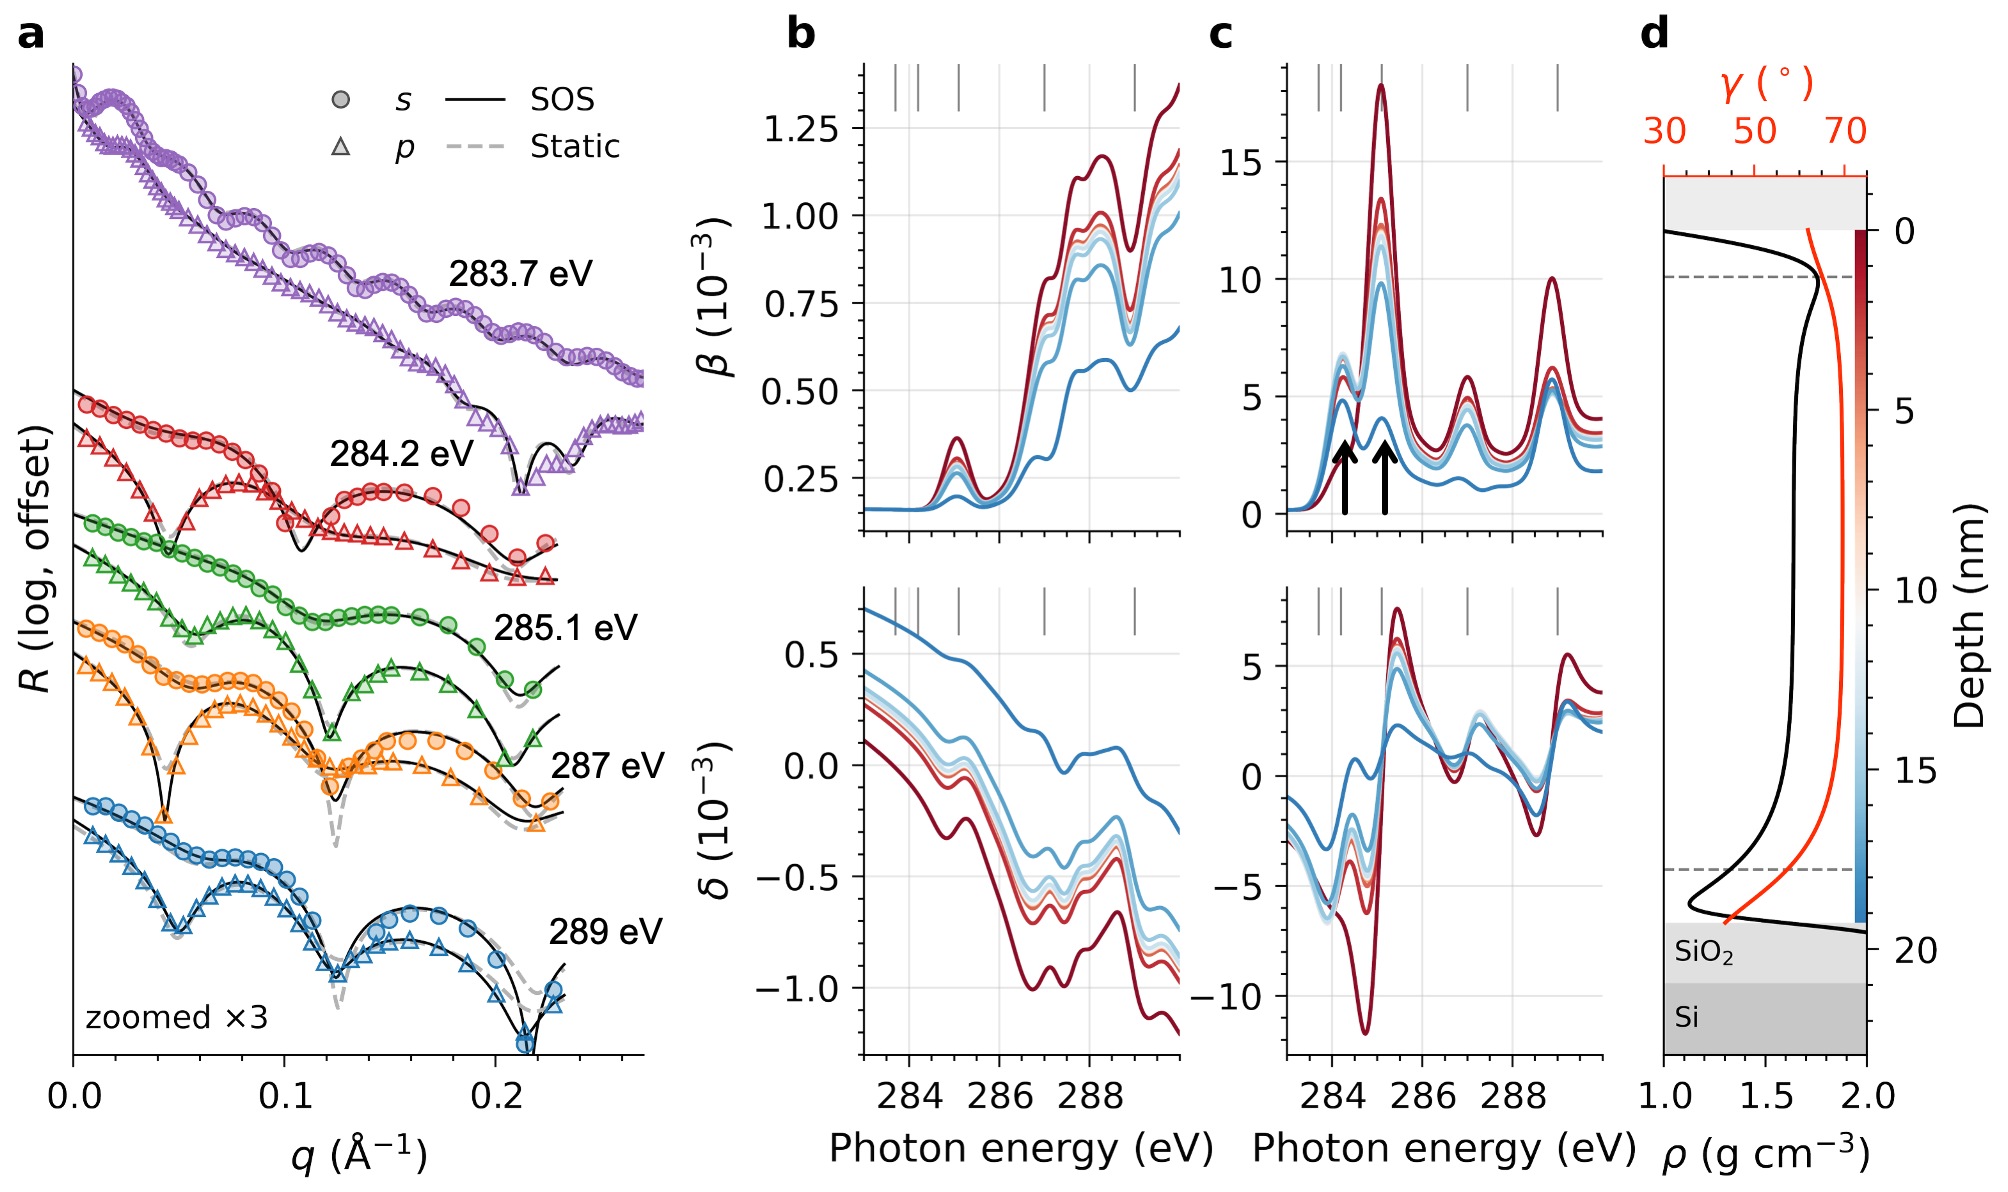 a
s
SOS
p
Static
283.7 eV
284.2 eV
285.1 eV
287 eV
289 eV
zoomed ×3
R (log, offset)
0.0
0.1
0.2
q (Å⁻¹)
b
β (10⁻³)
1.25
1.00
0.75
0.50
0.25
δ (10⁻³)
0.5
0.0
−0.5
−1.0
284
286
288
Photon energy (eV)
c
15
10
5
0
5
0
−5
−10
284
286
288
Photon energy (eV)
d
γ (°)
30
50
70
0
5
10
15
20
Depth (nm)
SiO₂
Si
1.0
1.5
2.0
ρ (g cm⁻³)